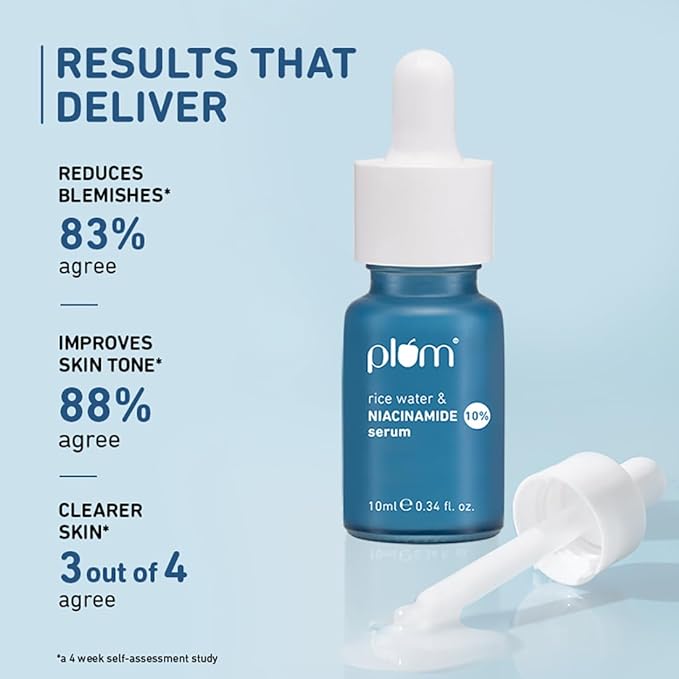 RESULTS THAT
DELIVER
REDUCES
BLEMISHES*
83%
agree
IMPROVES
SKIN TONE*
88%
agree
CLEARER
SKIN*
3 out of 4
agree
*a 4 week self-assessment study
plum®
rice water &
NIACINAMIDE 10%
serum
10ml ℮ 0.34 fl. oz.